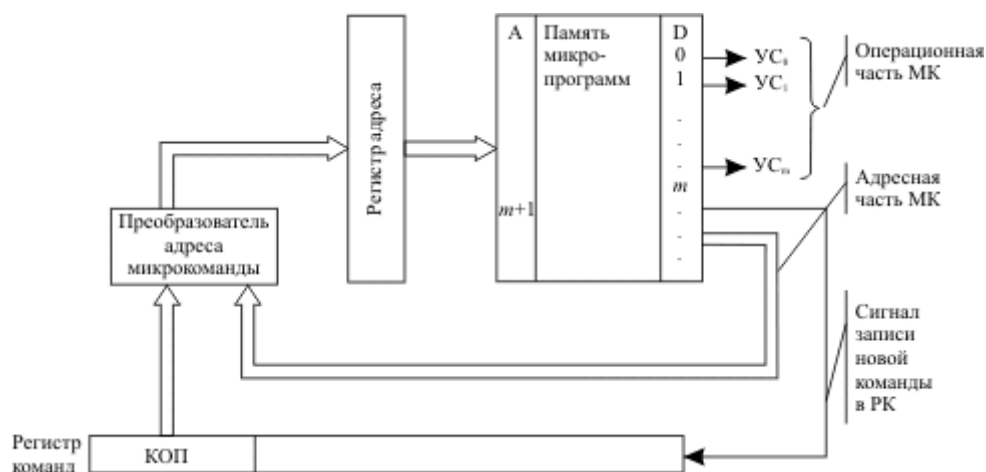 A
Память
микро-
программ
D
0
1
.
.
.
m
.
.
.
m+1
УС₀
УС₁
УСₘ
Операционная
часть МК
Адресная
часть МК
Сигнал
записи
новой
команды
в РК
Регистр адреса
Преобразователь
адреса
микрокоманды
Регистр
команд
КОП